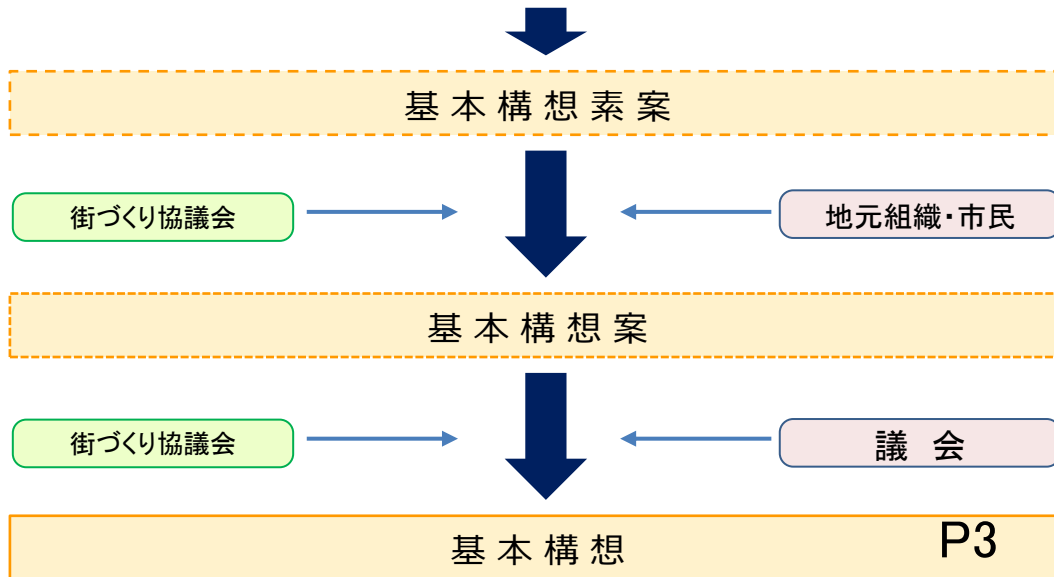 基本構想素案
街づくり協議会
地元組織・市民
基本構想案
街づくり協議会
議 会
基本構想
P3